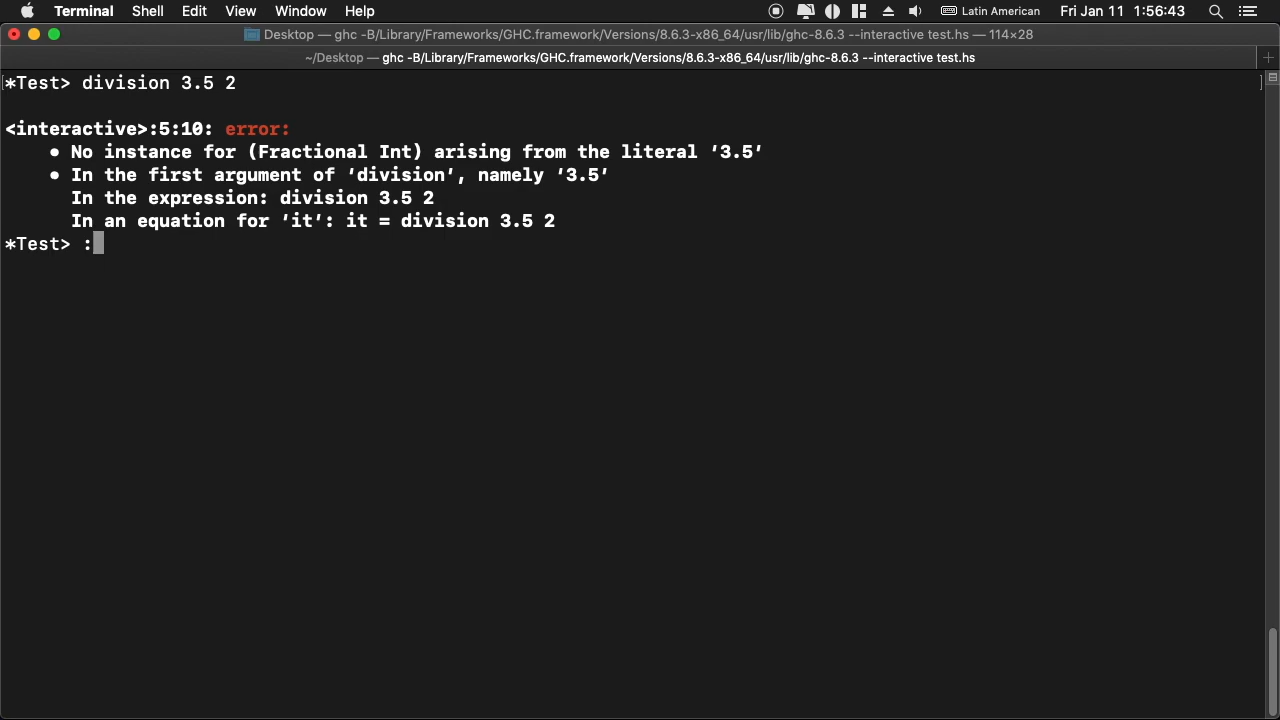 Terminal Shell Edit View Window Help Latin American Fri Jan 11 1:56:43
Desktop — ghc -B/Library/Frameworks/GHC.framework/Versions/8.6.3-x86_64/usr/lib/ghc-8.6.3 --interactive test.hs — 114×28
~/Desktop — ghc -B/Library/Frameworks/GHC.framework/Versions/8.6.3-x86_64/usr/lib/ghc-8.6.3 --interactive test.hs
*Test> division 3.5 2
<interactive>:5:10: error:
• No instance for (Fractional Int) arising from the literal ‘3.5’
• In the first argument of ‘division’, namely ‘3.5’
In the expression: division 3.5 2
In an equation for ‘it’: it = division 3.5 2
*Test> :